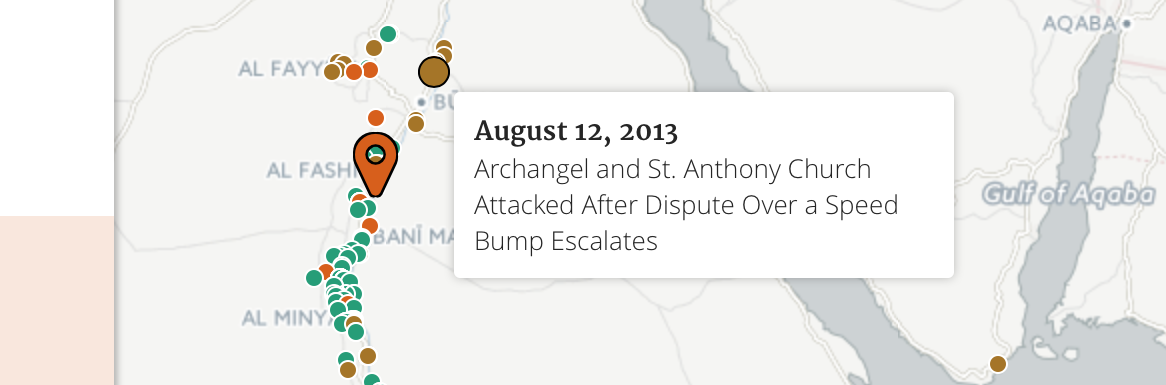 AQABA
AL FAYY
BŪ
August 12, 2013
Archangel and St. Anthony Church
Attacked After Dispute Over a Speed
Bump Escalates
AL FASH
Gulf of Aqaba
BANĪ MA
AL MINYA